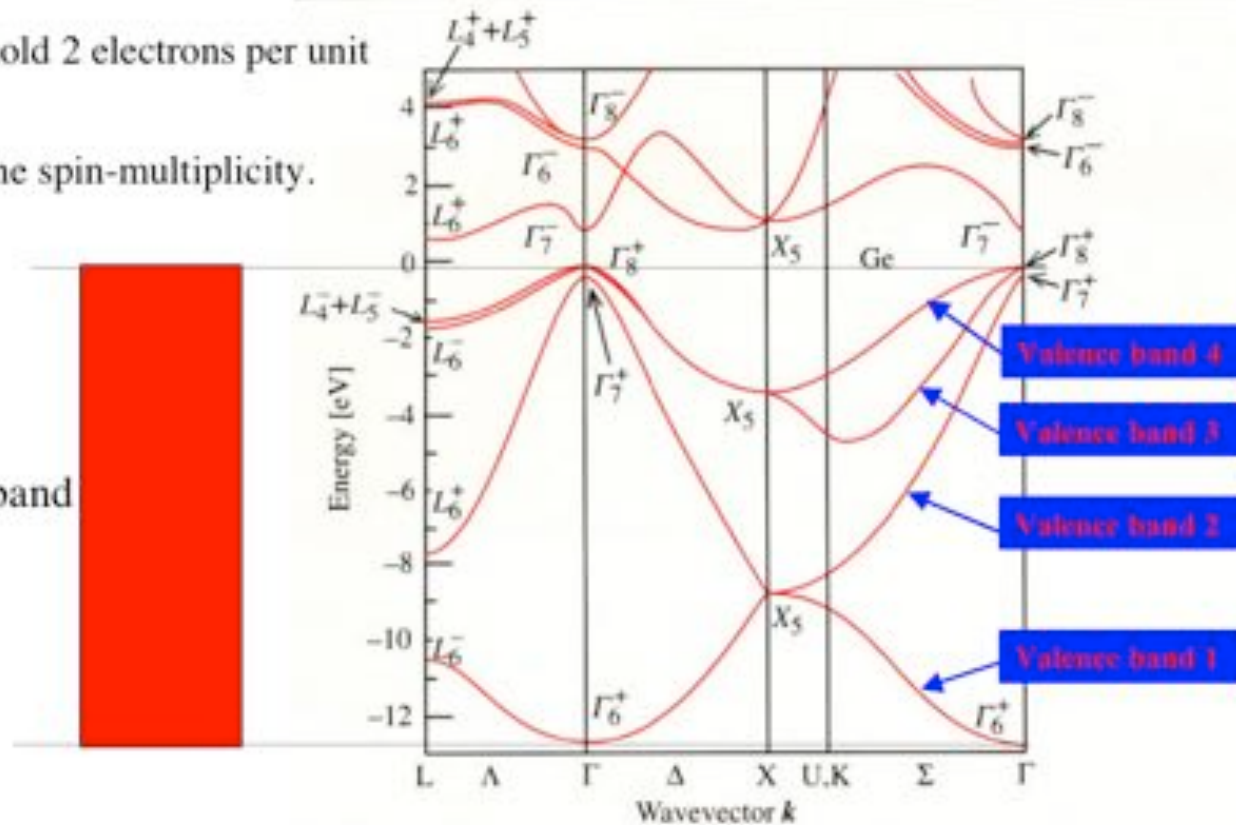 old 2 electrons per unit
ne spin-multiplicity.
band
L₄⁺+L₅⁺
L₆⁺
L₆⁺
L₄⁻+L₅⁻
L₆⁻
L₆⁺
L₆⁻
Γ₈⁻
Γ₆⁻
Γ₇⁻
Γ₈⁺
Γ₇⁺
Γ₆⁺
X₅
X₅
X₅
Ge
Γ₇⁻
Γ₆⁺
Γ₈⁻
Γ₆⁻
Γ₈⁺
Γ₇⁺
Valence band 4
Valence band 3
Valence band 2
Valence band 1
Energy [eV]
4
2
0
−2
−4
−6
−8
−10
−12
L Λ Γ Δ X U,K Σ Γ
Wavevector k